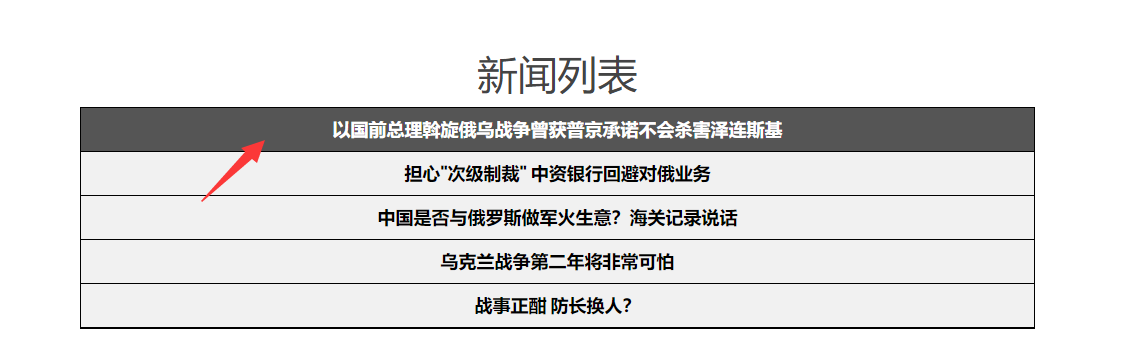 新闻列表
以国前总理斡旋俄乌战争曾获普京承诺不会杀害泽连斯基
担心"次级制裁" 中资银行回避对俄业务
中国是否与俄罗斯做军火生意？海关记录说话
乌克兰战争第二年将非常可怕
战事正酣 防长换人？